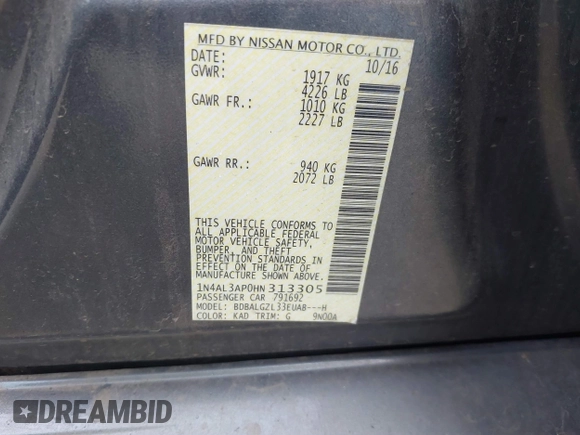 MFD BY NISSAN MOTOR CO., LTD.
DATE: 10/16
GVWR: 1917 KG
4226 LB
GAWR FR.: 1010 KG
2227 LB
GAWR RR.: 940 KG
2072 LB
THIS VEHICLE CONFORMS TO
ALL APPLICABLE FEDERAL
MOTOR VEHICLE SAFETY,
BUMPER, AND THEFT
PREVENTION STANDARDS IN
EFFECT ON THE DATE OF
MANUFACTURE SHOWN ABOVE.
1N4AL3AP0HN313305
PASSENGER CAR 791692
MODEL: BDBALGZL33EUA8---H
COLOR: KAD TRIM: G 9N00A
DREAMBID